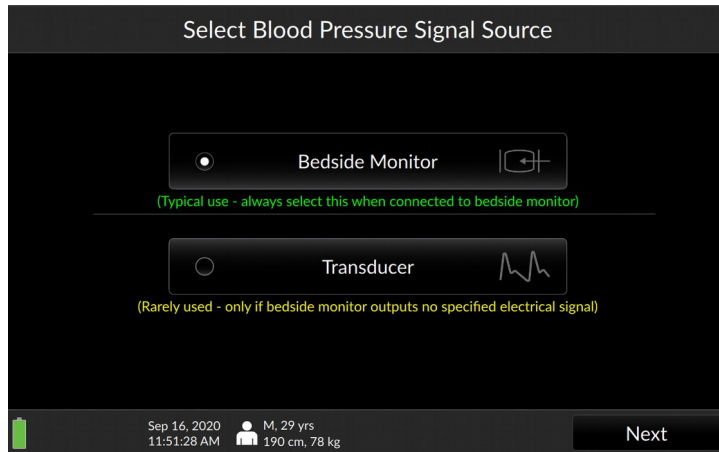 Select Blood Pressure Signal Source
Bedside Monitor
(Typical use - always select this when connected to bedside monitor)
Transducer
(Rarely used - only if bedside monitor outputs no specified electrical signal)
Sep 16, 2020
11:51:28 AM
M, 29 yrs
190 cm, 78 kg
Next